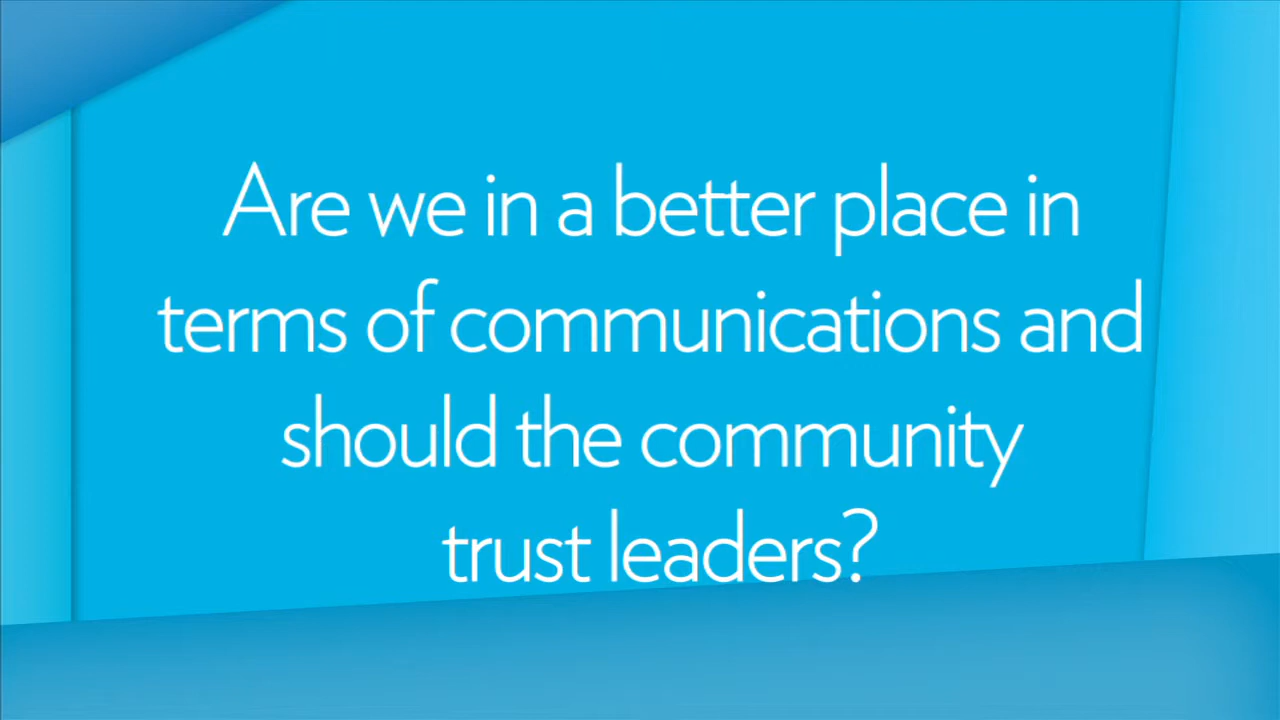 Are we in a better place in
terms of communications and
should the community
trust leaders?